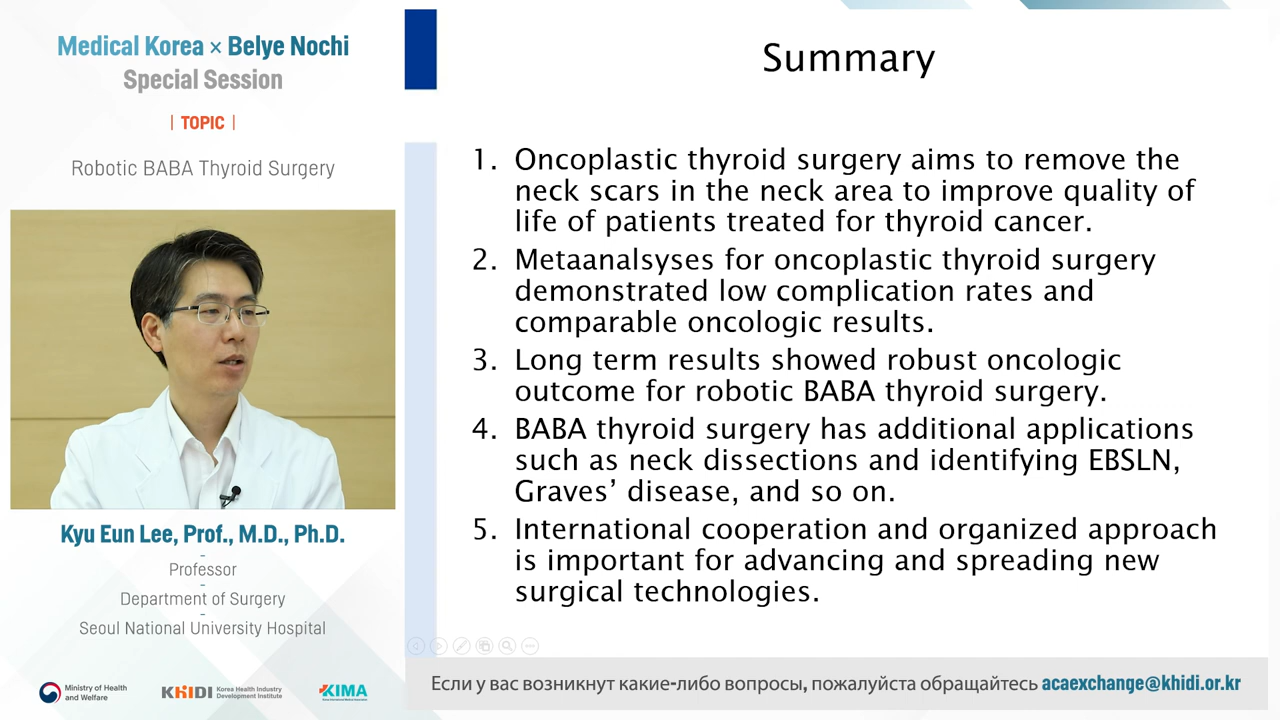 Medical Korea × Belye Nochi
Special Session
| TOPIC |
Robotic BABA Thyroid Surgery
Kyu Eun Lee, Prof., M.D., Ph.D.
-
Professor
-
Department of Surgery
-
Seoul National University Hospital
Ministry of Health
and Welfare
KHIDI
Korea Health Industry
Development Institute
KIMA
Summary
1. Oncoplastic thyroid surgery aims to remove the
neck scars in the neck area to improve quality of
life of patients treated for thyroid cancer.
2. Metaanalsyses for oncoplastic thyroid surgery
demonstrated low complication rates and
comparable oncologic results.
3. Long term results showed robust oncologic
outcome for robotic BABA thyroid surgery.
4. BABA thyroid surgery has additional applications
such as neck dissections and identifying EBSLN,
Graves’ disease, and so on.
5. International cooperation and organized approach
is important for advancing and spreading new
surgical technologies.
Если у вас возникнут какие-либо вопросы, пожалуйста обращайтесь acaexchange@khidi.or.kr